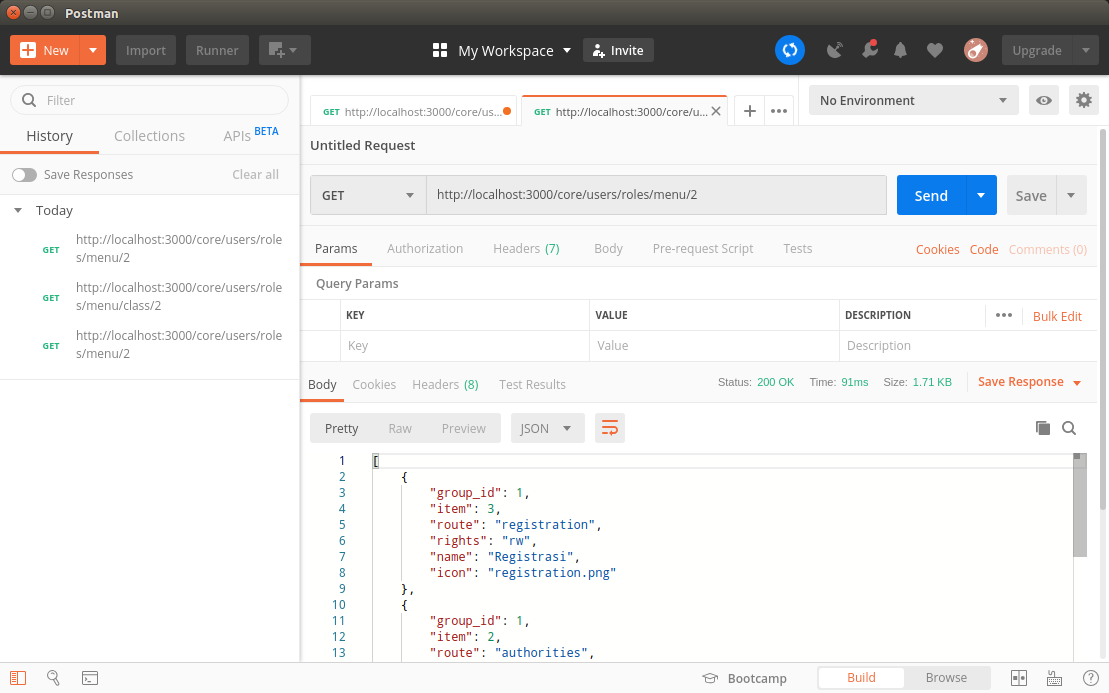 Postman
New
Import
Runner
My Workspace
Invite
Upgrade
Filter
History
Collections
APIs BETA
Save Responses
Clear all
Today
GET
http://localhost:3000/core/users/role
s/menu/2
GET
http://localhost:3000/core/users/role
s/menu/class/2
GET
http://localhost:3000/core/users/role
s/menu/2
GET http://localhost:3000/core/us...
GET http://localhost:3000/core/u...
No Environment
Untitled Request
GET
http://localhost:3000/core/users/roles/menu/2
Send
Save
Params
Authorization
Headers (7)
Body
Pre-request Script
Tests
Cookies
Code
Comments (0)
Query Params
KEY
VALUE
DESCRIPTION
Bulk Edit
Key
Value
Description
Body
Cookies
Headers (8)
Test Results
Status: 200 OK
Time: 91ms
Size: 1.71 KB
Save Response
Pretty
Raw
Preview
JSON
1 [
2 {
3 "group_id": 1,
4 "item": 3,
5 "route": "registration",
6 "rights": "rw",
7 "name": "Registrasi",
8 "icon": "registration.png"
9 },
10 {
11 "group_id": 1,
12 "item": 2,
13 "route": "authorities",
Bootcamp
Build
Browse